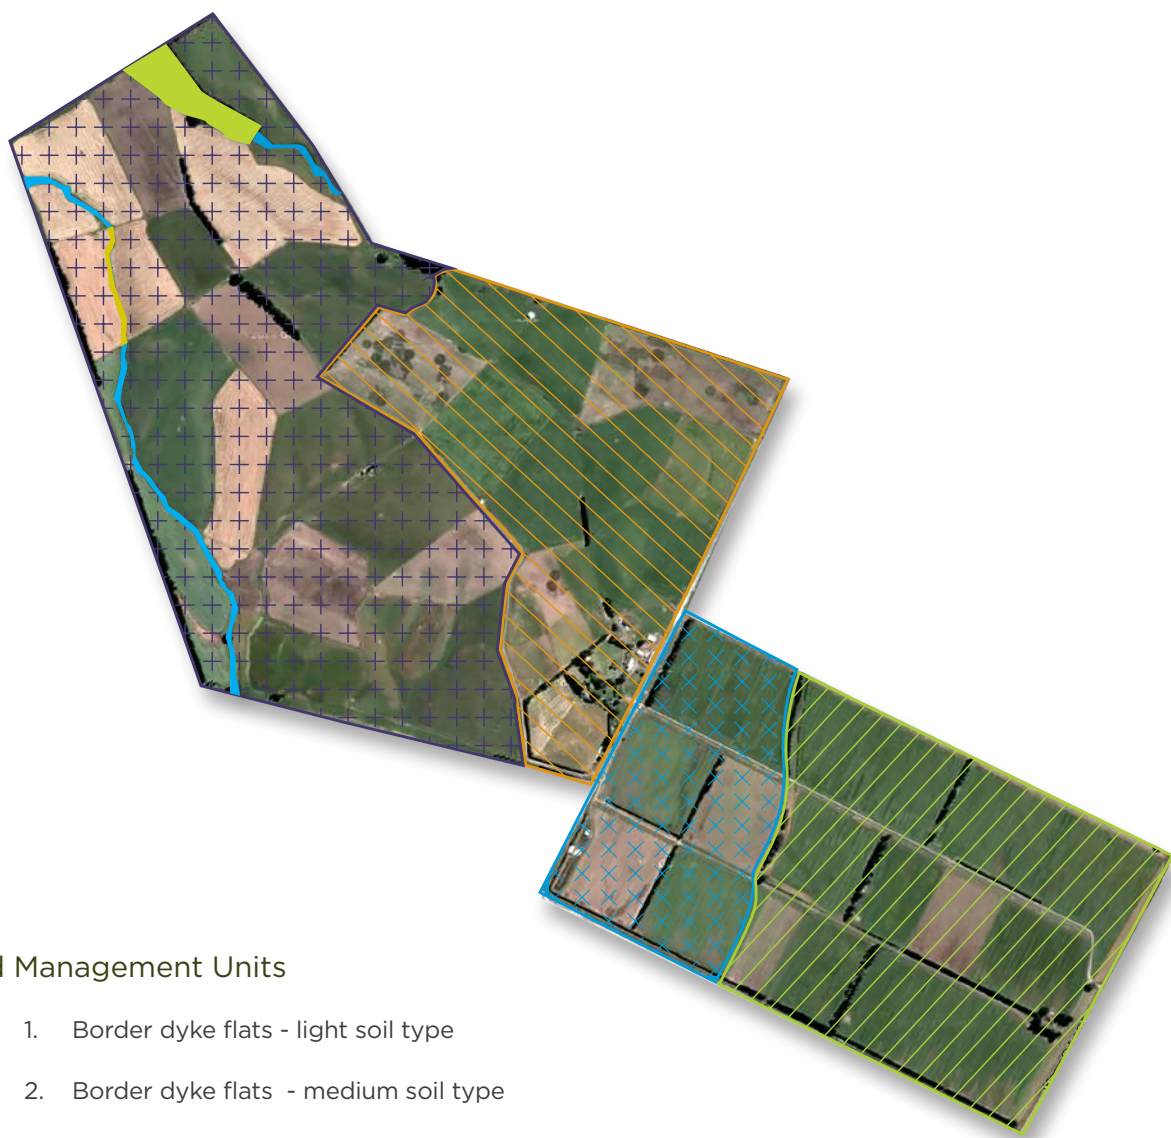 Management Units
1. Border dyke flats - light soil type
2. Border dyke flats - medium soil type